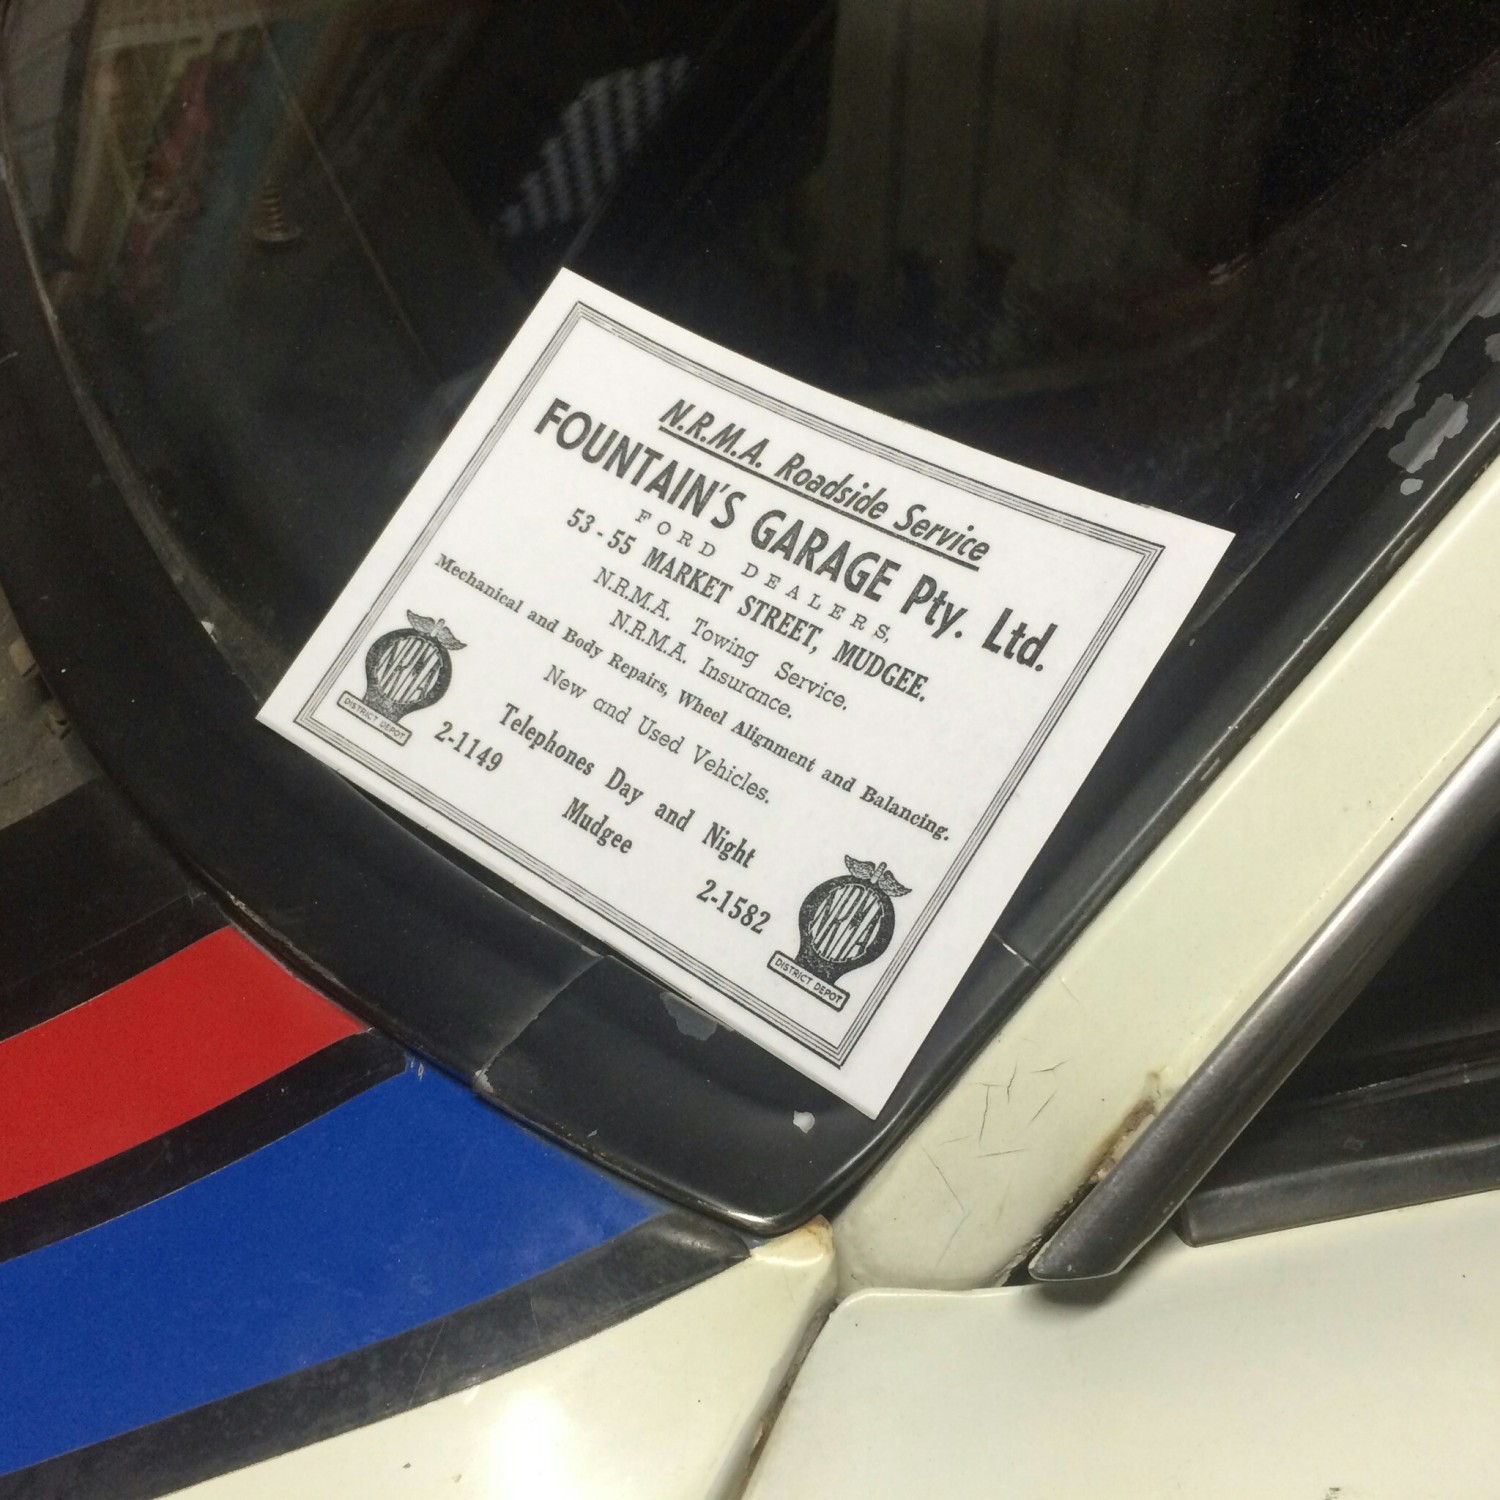 N.R.M.A. Roadside Service
FOUNTAIN'S GARAGE Pty. Ltd.
FORD DEALERS,
53-55 MARKET STREET, MUDGEE.
N.R.M.A. Towing Service.
N.R.M.A. Insurance.
Mechanical and Body Repairs, Wheel Alignment and Balancing.
New and Used Vehicles.
Telephones Day and Night
Mudgee
2-1149
2-1582
NRMA
DISTRICT DEPOT
NRMA
DISTRICT DEPOT